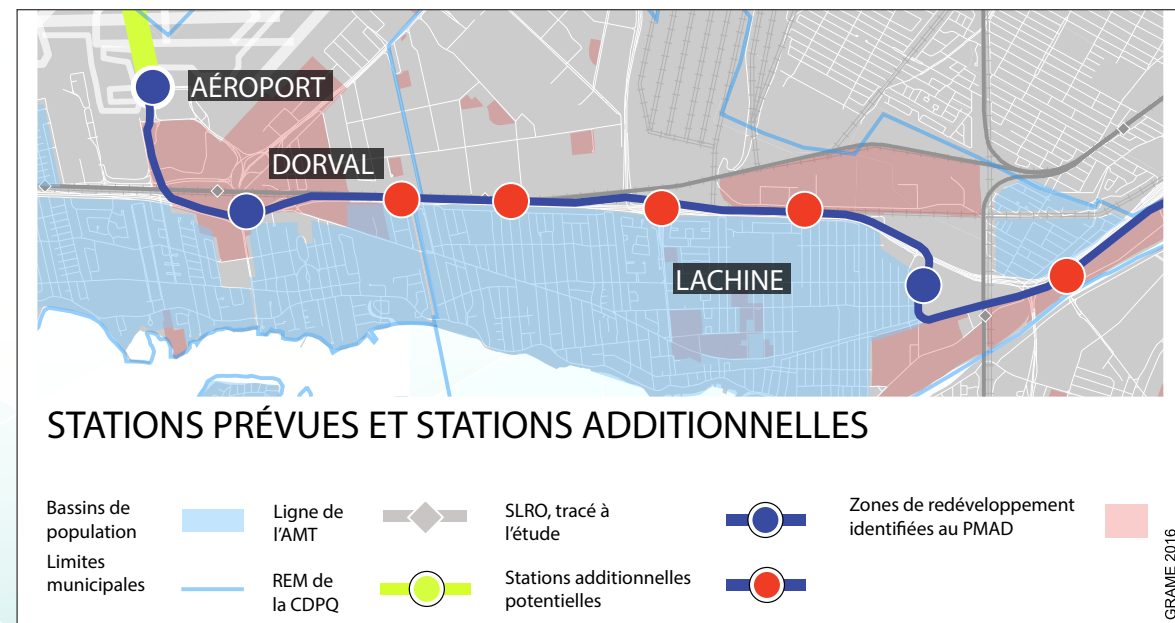 AÉROPORT
DORVAL
LACHINE
STATIONS PRÉVUES ET STATIONS ADDITIONNELLES
Bassins de
population
Limites
municipales
Ligne de
l'AMT
REM de
la CDPQ
SLRO, tracé à
l'étude
Stations additionnelles
potentielles
Zones de redéveloppement
identifiées au PMAD
GRAME 2016